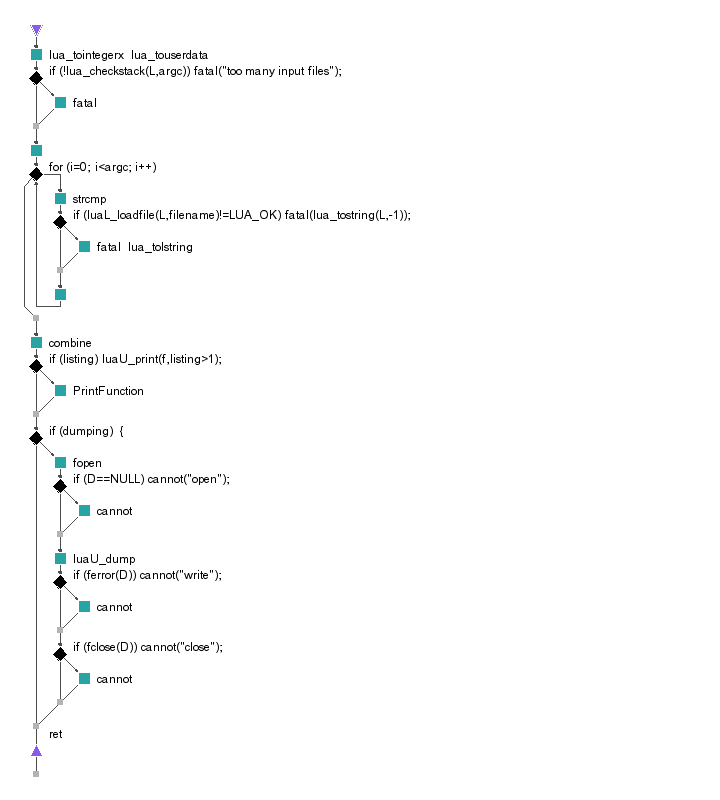 lua_tointegerx lua_touserdata
if (!lua_checkstack(L,argc)) fatal("too many input files");
fatal
for (i=0; i<argc; i++)
strcmp
if (luaL_loadfile(L,filename)!=LUA_OK) fatal(lua_tostring(L,-1));
fatal lua_tolstring
combine
if (listing) luaU_print(f,listing>1);
PrintFunction
if (dumping) {
fopen
if (D==NULL) cannot("open");
cannot
luaU_dump
if (ferror(D)) cannot("write");
cannot
if (fclose(D)) cannot("close");
cannot
ret